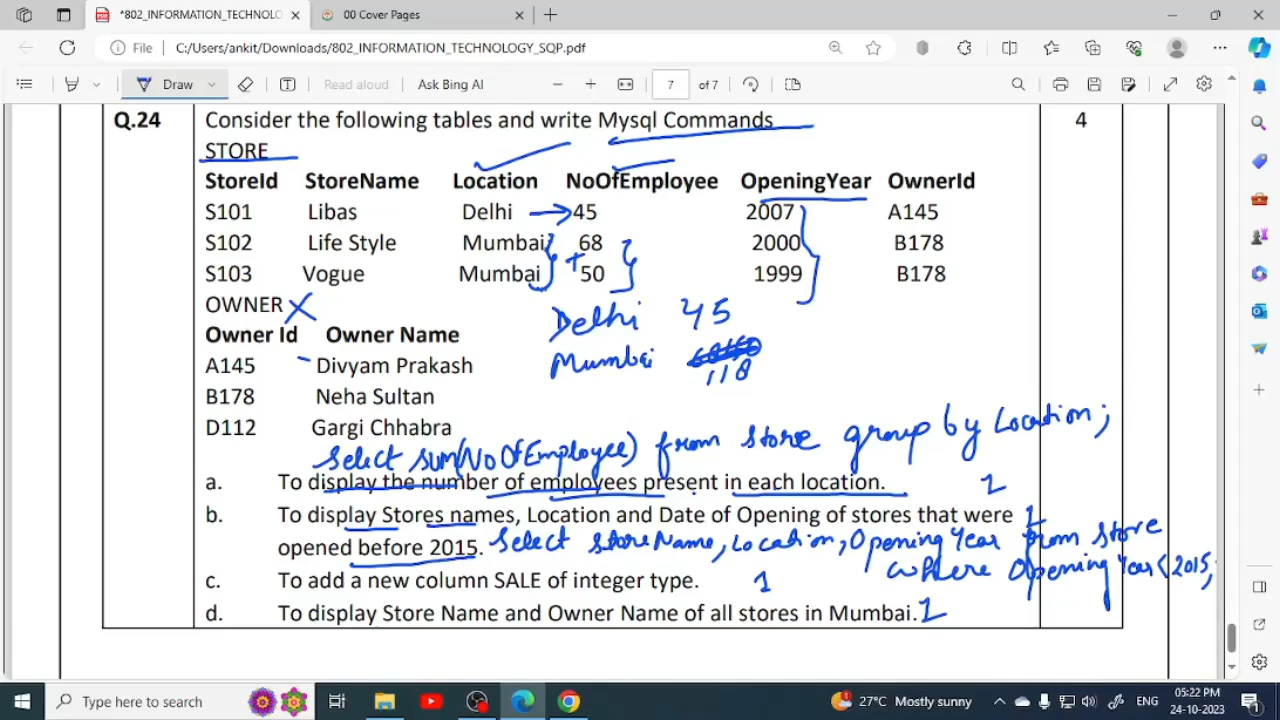 *802_INFORMATION_TECHNOLO
00 Cover Pages
File
C:/Users/ankit/Downloads/802_INFORMATION_TECHNOLOGY_SQP.pdf
Draw
Read aloud
Ask Bing AI
7
of 7
Q.24 Consider the following tables and write Mysql Commands 4
STORE
StoreId StoreName Location NoOfEmployee OpeningYear OwnerId
S101 Libas Delhi 45 2007 A145
S102 Life Style Mumbai 68 2000 B178
S103 Vogue Mumbai + 50 1999 B178
OWNER
Delhi 45
Owner Id Owner Name
Mumbai 118
A145 Divyam Prakash
B178 Neha Sultan
D112 Gargi Chhabra
Select sum(NoOfEmployee) from store group by Location;
a. To display the number of employees present in each location. 1
b. To display Stores names, Location and Date of Opening of stores that were 1
opened before 2015. Select StoreName, Location, OpeningYear from store
where OpeningYear<2015;
c. To add a new column SALE of integer type. 1
d. To display Store Name and Owner Name of all stores in Mumbai. 1
Type here to search
27°C Mostly sunny
ENG
05:22 PM
24-10-2023
1